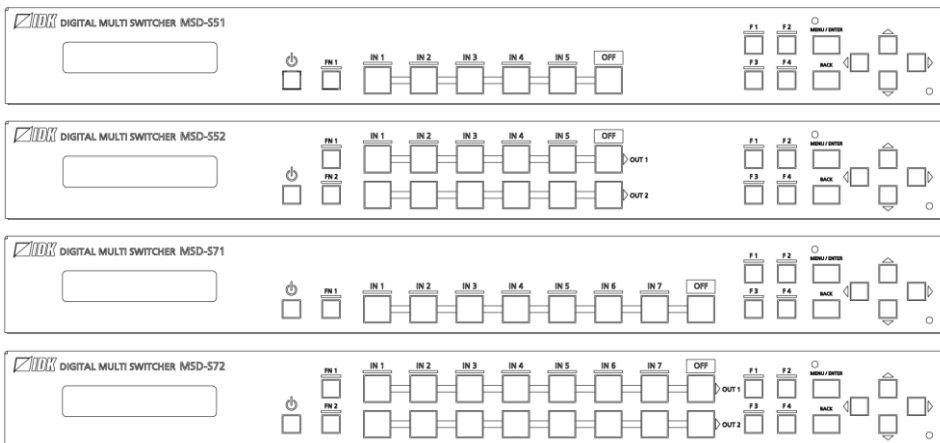 IDK DIGITAL MULTI SWITCHER MSD-S51
FN 1 IN 1 IN 2 IN 3 IN 4 IN 5 OFF
F 1 F 2 MENU / ENTER
F 3 F 4 BACK
IDK DIGITAL MULTI SWITCHER MSD-S52
FN 1 IN 1 IN 2 IN 3 IN 4 IN 5 OFF
OUT 1
FN 2
OUT 2
F 1 F 2 MENU / ENTER
F 3 F 4 BACK
IDK DIGITAL MULTI SWITCHER MSD-S71
FN 1 IN 1 IN 2 IN 3 IN 4 IN 5 IN 6 IN 7 OFF
F 1 F 2 MENU / ENTER
F 3 F 4 BACK
IDK DIGITAL MULTI SWITCHER MSD-S72
FN 1 IN 1 IN 2 IN 3 IN 4 IN 5 IN 6 IN 7 OFF
OUT 1
FN 2
OUT 2
F 1 F 2 MENU / ENTER
F 3 F 4 BACK